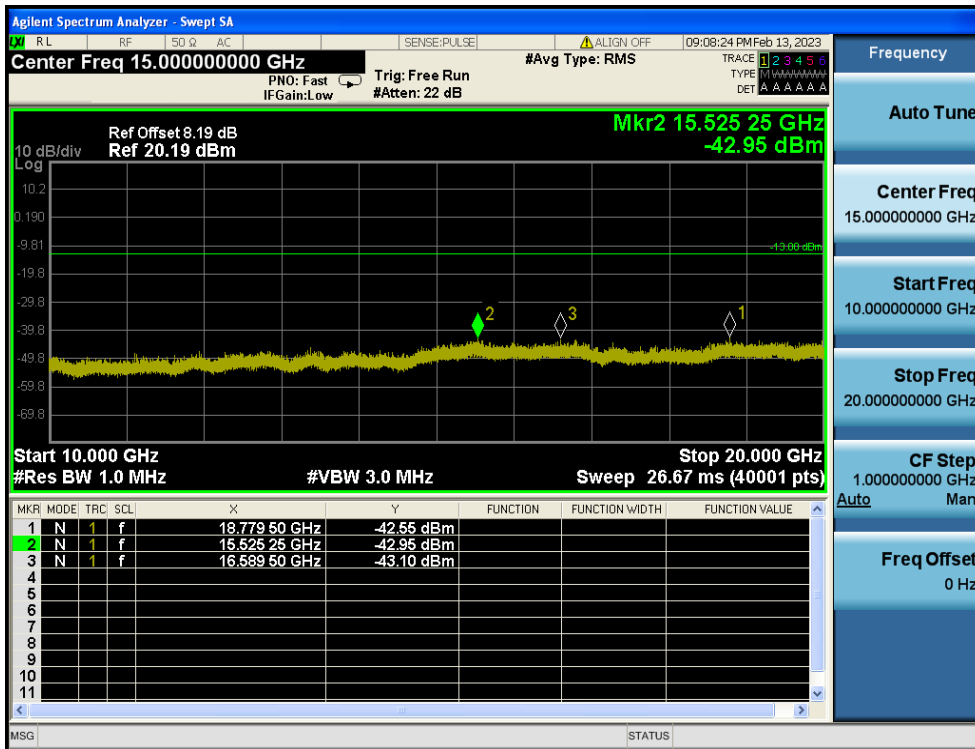 Agilent Spectrum Analyzer - Swept SA
LXI RL RF 50 Ω AC SENSE:PULSE ALIGN OFF 09:08:24 PM Feb 13, 2023
Center Freq 15.000000000 GHz #Avg Type: RMS TRACE 1 2 3 4 5 6
PNO: Fast Trig: Free Run TYPE M WWWWW
IFGain:Low #Atten: 22 dB DET A A A A A A
Mkr2 15.525 25 GHz
Ref Offset 8.19 dB
10 dB/div Ref 20.19 dBm -42.95 dBm
Log
10.2
0.190
-9.81
-13.00 dBm
-19.8
-29.8
2 3 1
-39.8
-49.8
-59.8
-69.8
Start 10.000 GHz Stop 20.000 GHz
#Res BW 1.0 MHz #VBW 3.0 MHz Sweep 26.67 ms (40001 pts)
MKR MODE TRC SCL X Y FUNCTION FUNCTION WIDTH FUNCTION VALUE
1 N 1 f 18.779 50 GHz -42.55 dBm
2 N 1 f 15.525 25 GHz -42.95 dBm
3 N 1 f 16.589 50 GHz -43.10 dBm
4
5
6
7
8
9
10
11
MSG STATUS
Frequency
Auto Tune
Center Freq
15.000000000 GHz
Start Freq
10.000000000 GHz
Stop Freq
20.000000000 GHz
CF Step
1.000000000 GHz
Auto Man
Freq Offset
0 Hz